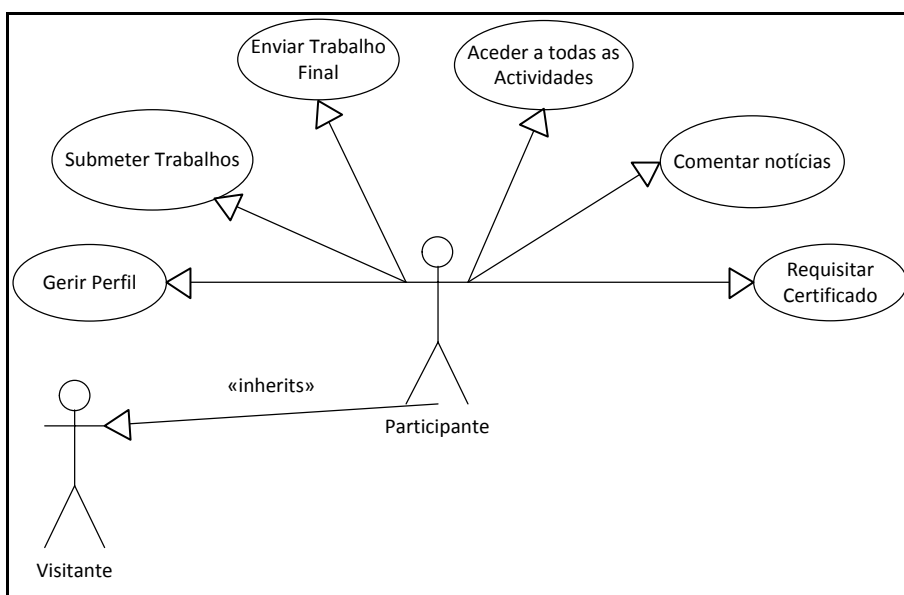 Enviar Trabalho
Final
Aceder a todas as
Actividades
Submeter Trabalhos
Comentar notícias
Gerir Perfil
Requisitar
Certificado
«inherits»
Participante
Visitante